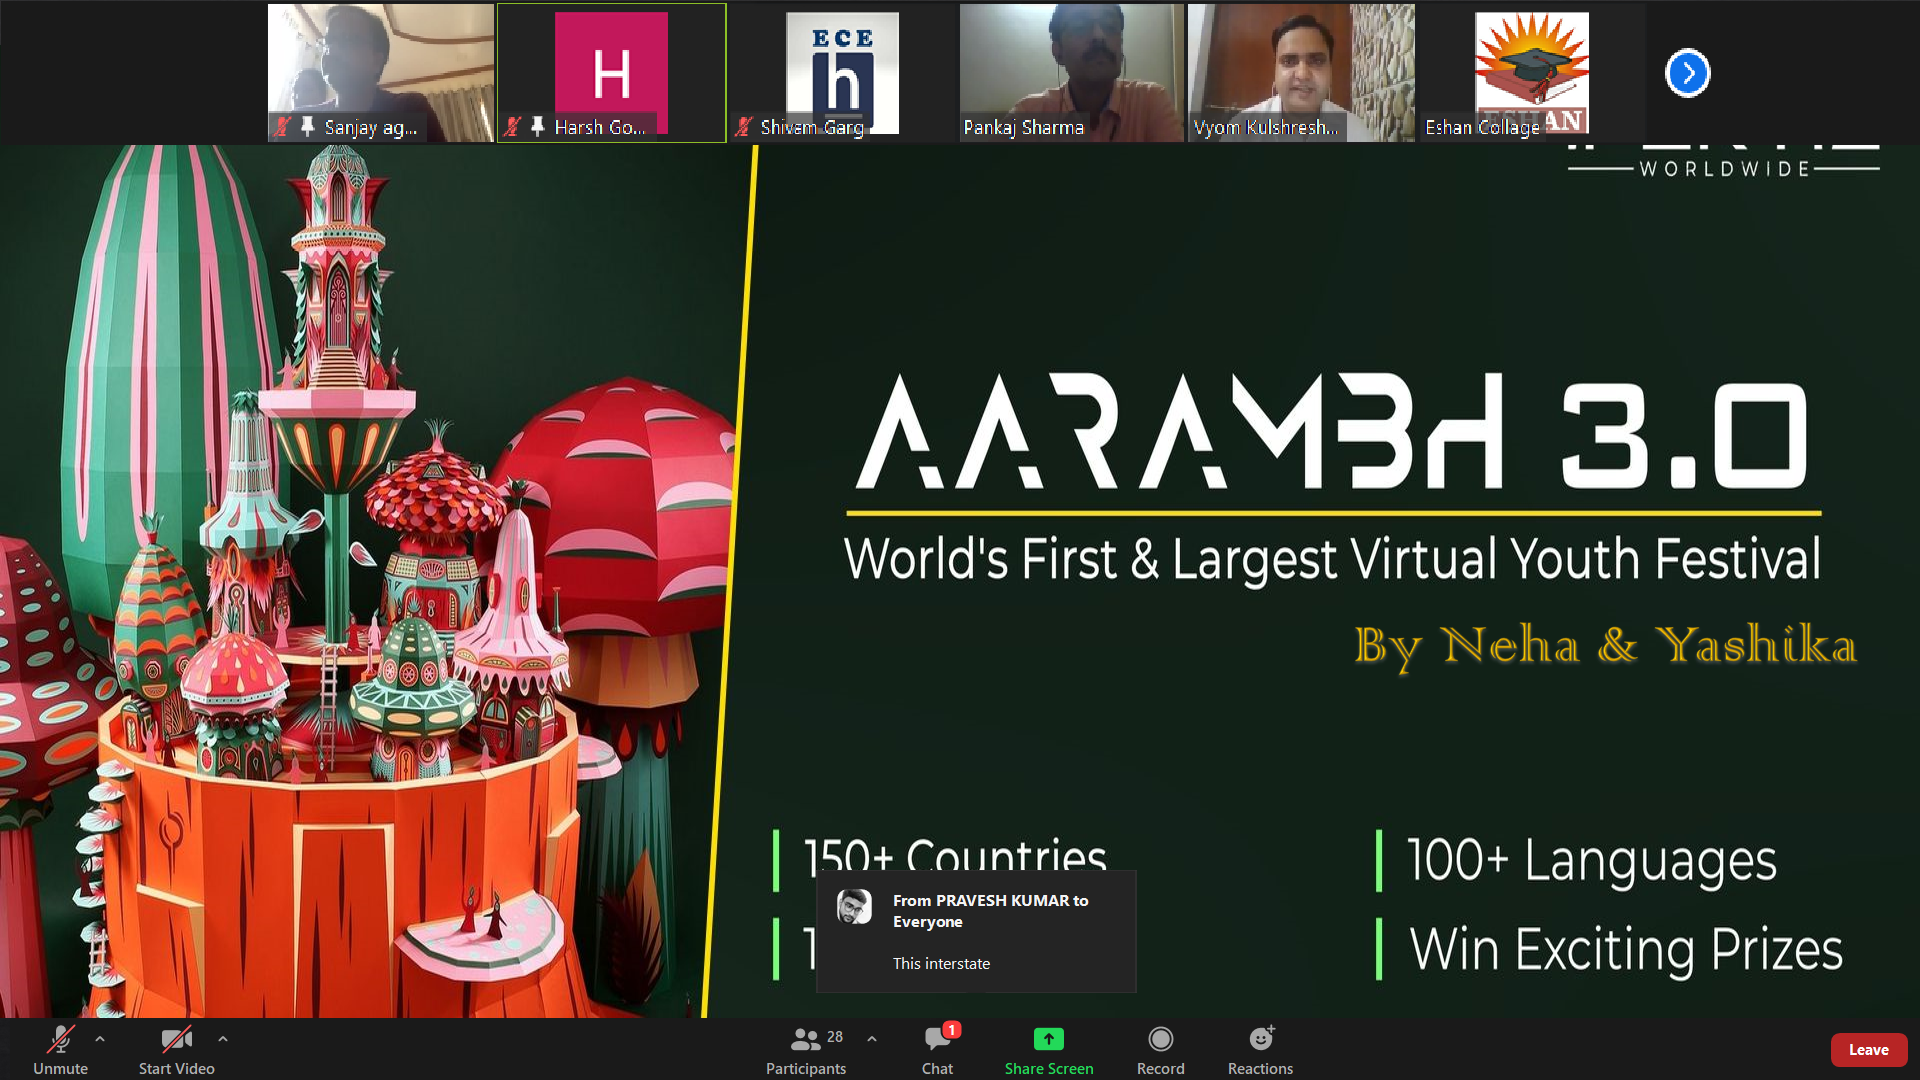 H
ECE
h
ESHAN
Sanjay ag...
Harsh Go...
Shivam Garg
Pankaj Sharma
Vyom Kulshresh...
Eshan Collage
WORLDWIDE
AARAMBH 3.0
World's First & Largest Virtual Youth Festival
By Neha & Yashika
150+ Countries
100+ Languages
Win Exciting Prizes
From PRAVESH KUMAR to
Everyone
This interstate
Unmute
Start Video
28
Participants
1
Chat
Share Screen
Record
Reactions
Leave